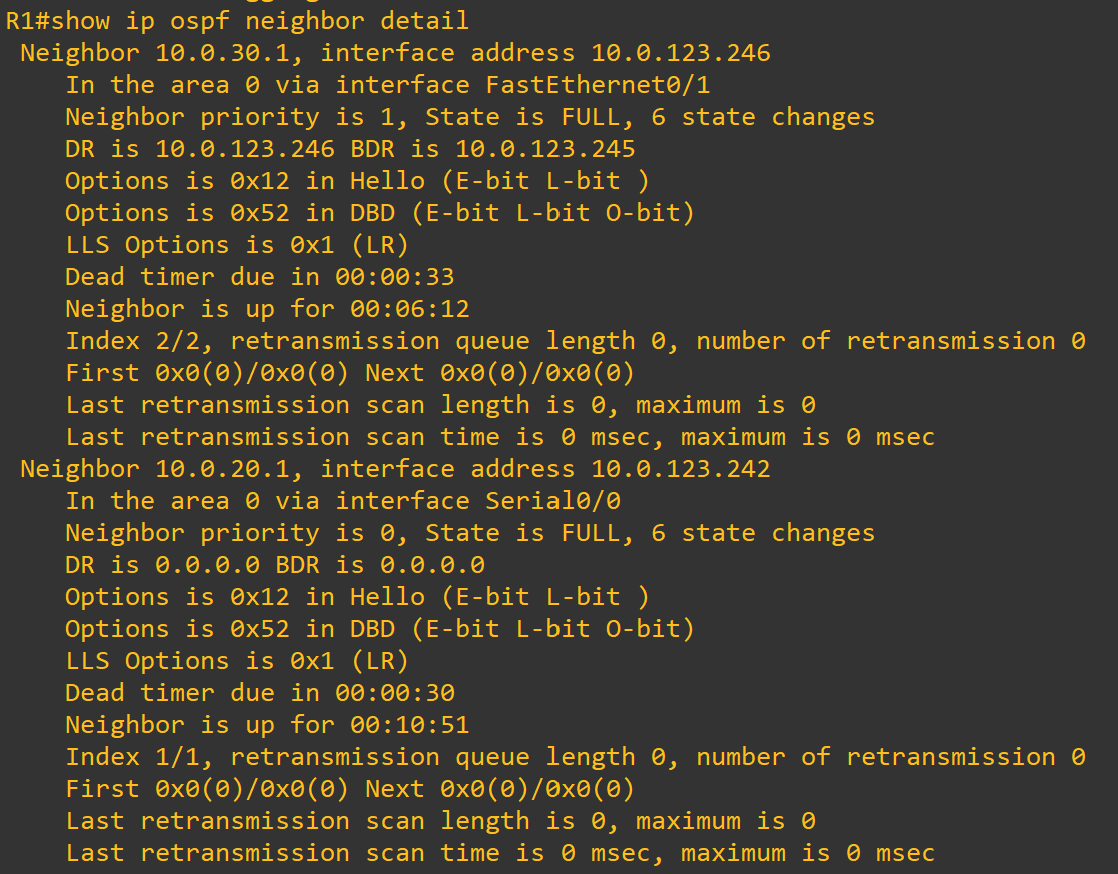 R1#show ip ospf neighbor detail
Neighbor 10.0.30.1, interface address 10.0.123.246
In the area 0 via interface FastEthernet0/1
Neighbor priority is 1, State is FULL, 6 state changes
DR is 10.0.123.246 BDR is 10.0.123.245
Options is 0x12 in Hello (E-bit L-bit )
Options is 0x52 in DBD (E-bit L-bit O-bit)
LLS Options is 0x1 (LR)
Dead timer due in 00:00:33
Neighbor is up for 00:06:12
Index 2/2, retransmission queue length 0, number of retransmission 0
First 0x0(0)/0x0(0) Next 0x0(0)/0x0(0)
Last retransmission scan length is 0, maximum is 0
Last retransmission scan time is 0 msec, maximum is 0 msec
Neighbor 10.0.20.1, interface address 10.0.123.242
In the area 0 via interface Serial0/0
Neighbor priority is 0, State is FULL, 6 state changes
DR is 0.0.0.0 BDR is 0.0.0.0
Options is 0x12 in Hello (E-bit L-bit )
Options is 0x52 in DBD (E-bit L-bit O-bit)
LLS Options is 0x1 (LR)
Dead timer due in 00:00:30
Neighbor is up for 00:10:51
Index 1/1, retransmission queue length 0, number of retransmission 0
First 0x0(0)/0x0(0) Next 0x0(0)/0x0(0)
Last retransmission scan length is 0, maximum is 0
Last retransmission scan time is 0 msec, maximum is 0 msec